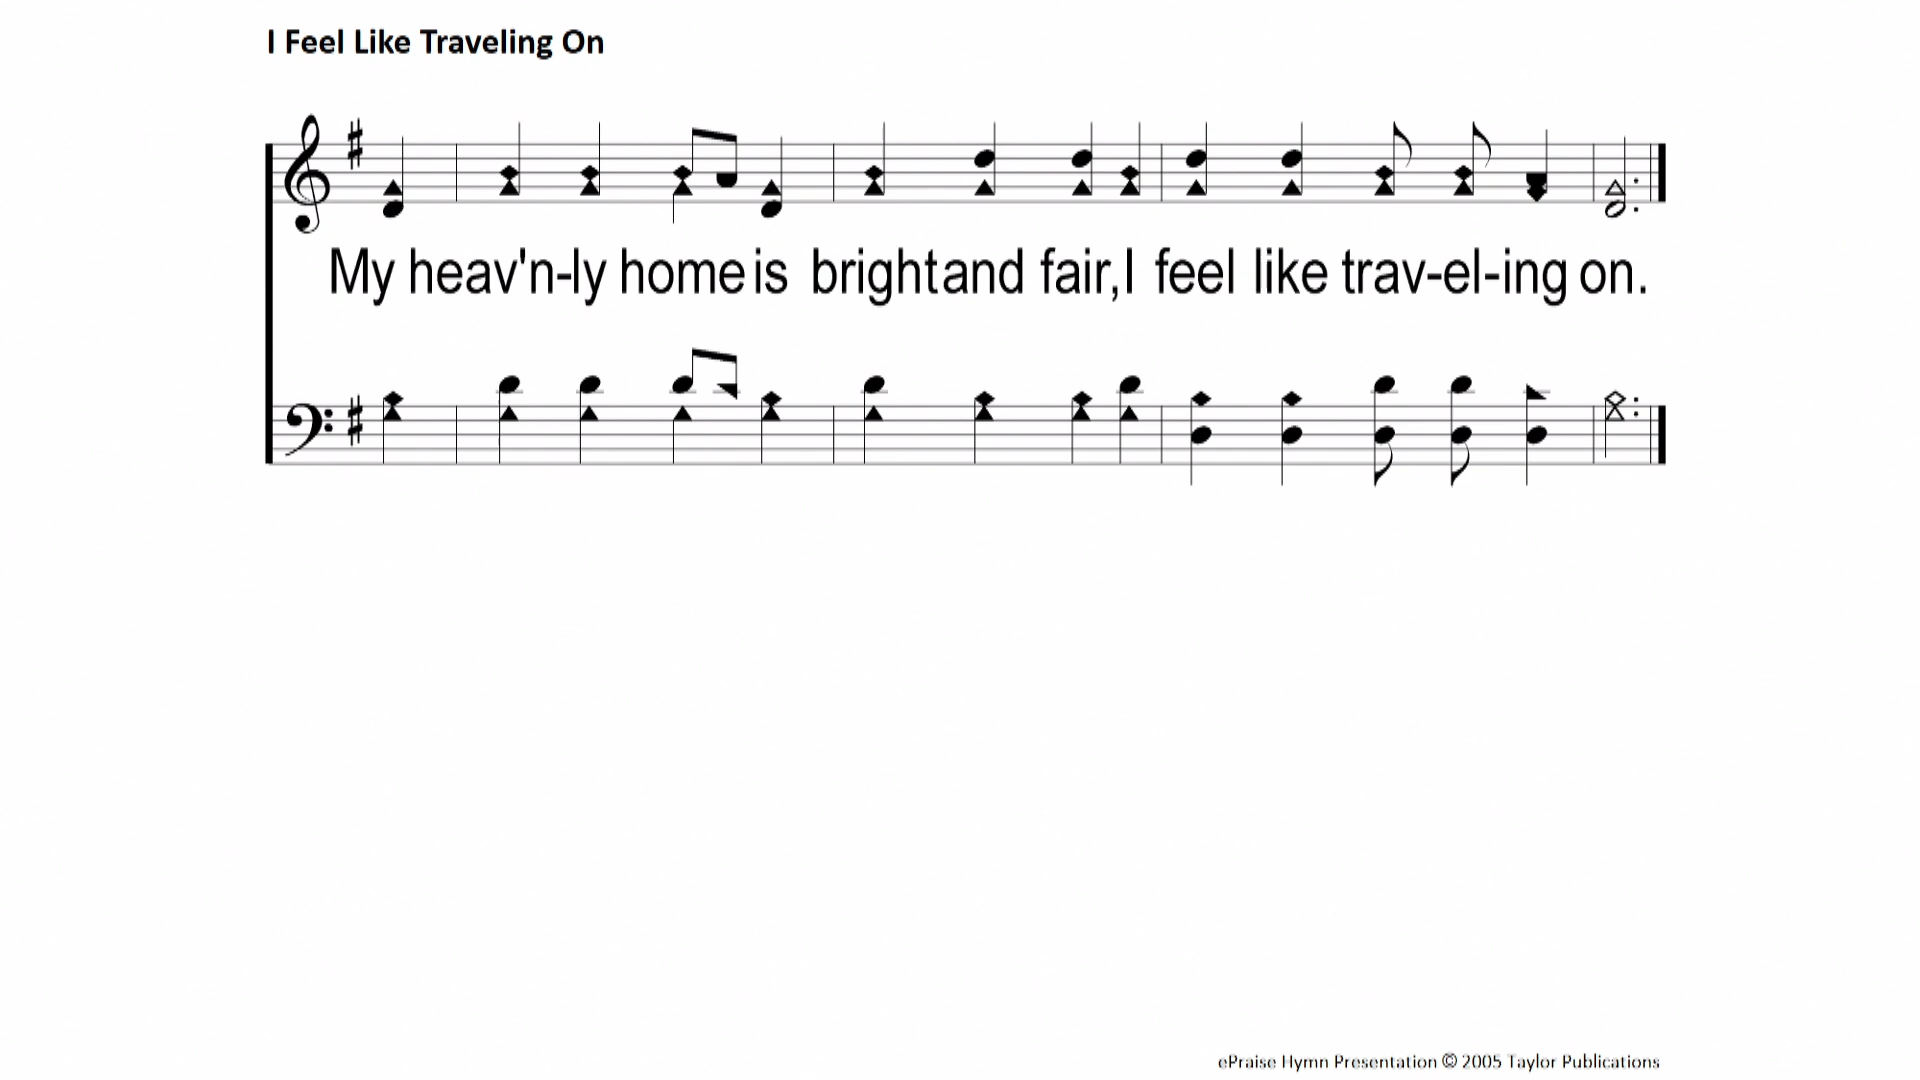 I Feel Like Traveling On
My heav'n-ly home is bright and fair, I feel like trav-el-ing on.
ePraise Hymn Presentation © 2005 Taylor Publications